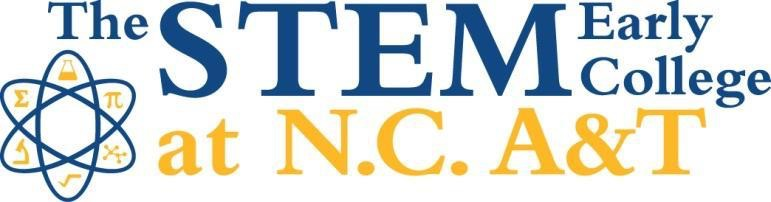 The STEM Early College
at N.C. A&T
Σ π
√